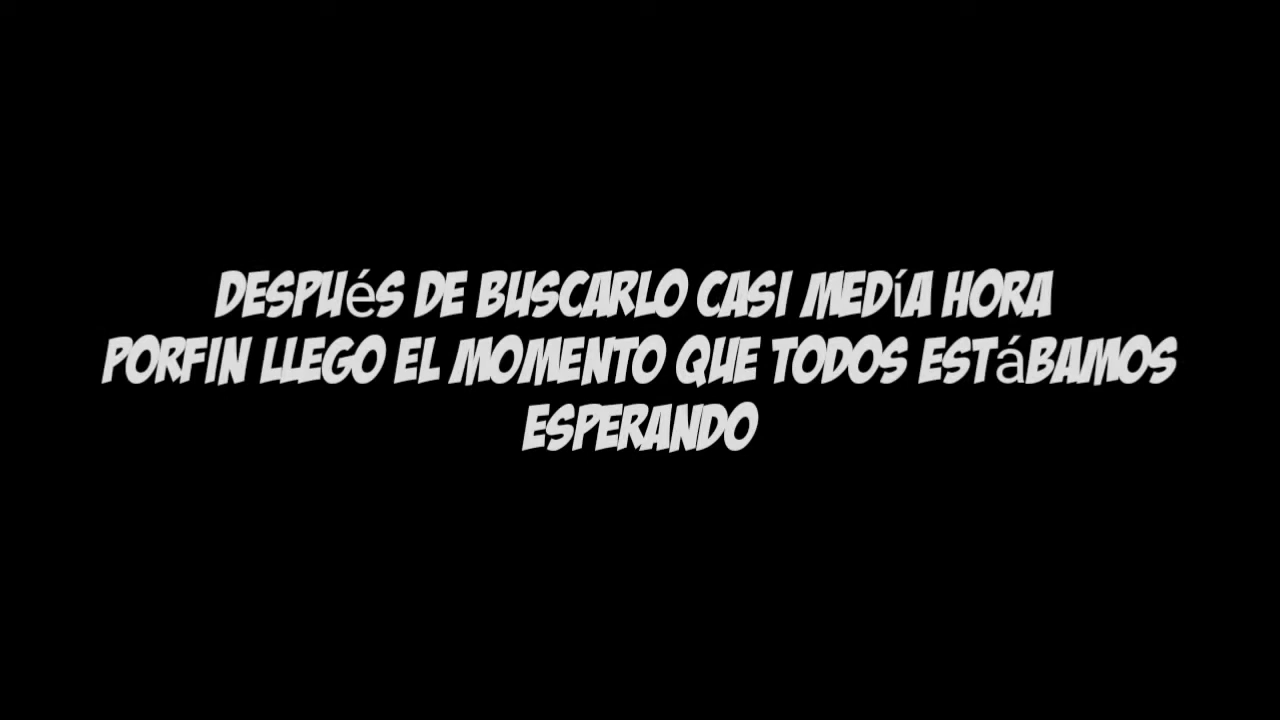 DESPUéS DE BUSCARLO CASI MEDíA HORA
PORFIN LLEGO EL MOMENTO QUE TODOS ESTáBAMOS
ESPERANDO